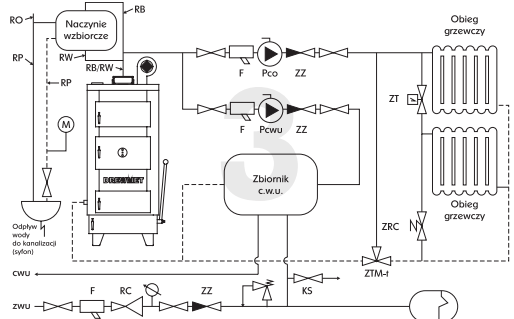 RO
RB
Naczynie
wzbiorcze
RW
RB/RW
RP
RP
M
Odpływ
wody
do kanalizacji
(syfon)
F
Pco
ZZ
F
Pcwu
ZZ
3
Zbiornik
c.w.u.
Obieg
grzewczy
ZT
Obieg
grzewczy
ZRC
ZTM-t
cwu
zwu
F
RC
ZZ
KS